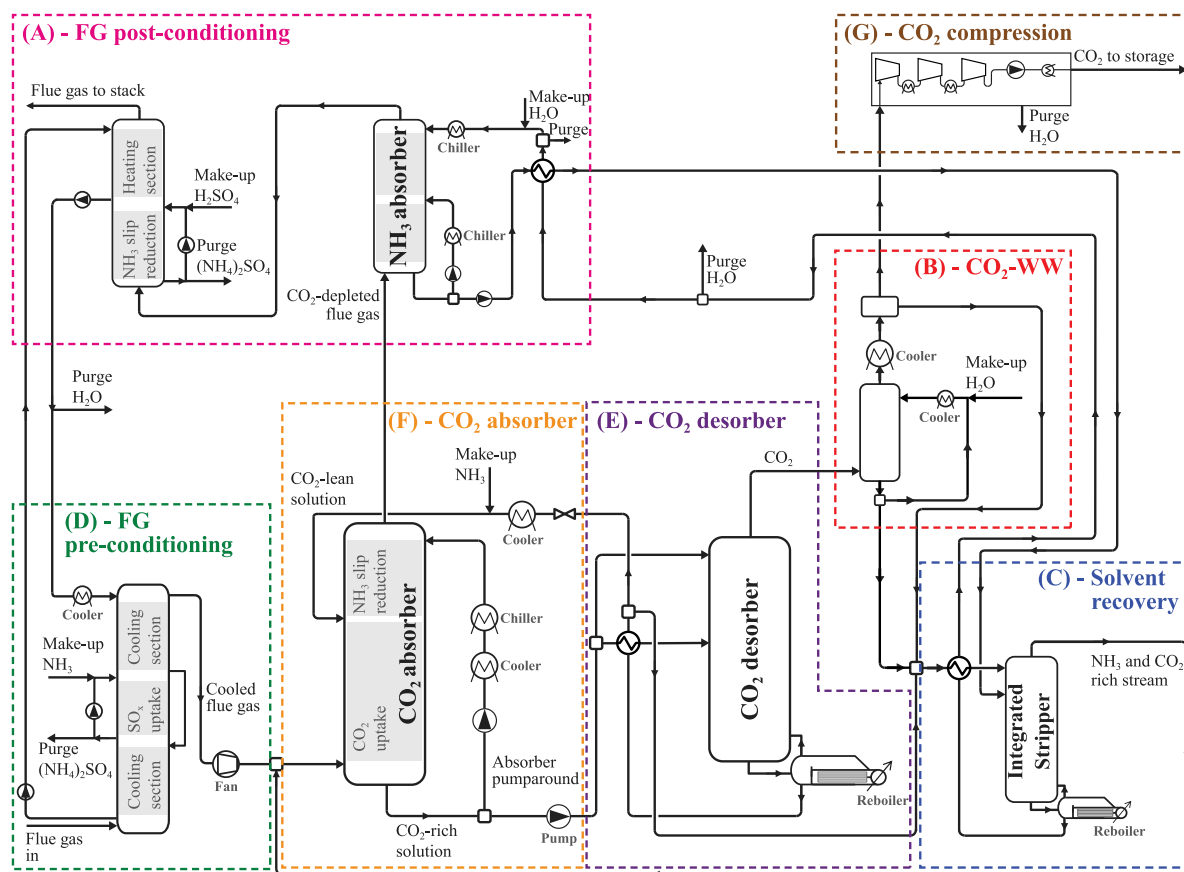 (A) - FG post-conditioning
Flue gas to stack
Heating
section
NH₃ slip
reduction
Make-up
H₂SO₄
Purge
(NH₄)₂SO₄
NH₃ absorber
Chiller
Make-up
H₂O
Purge
Chiller
CO₂-depleted
flue gas
Purge
H₂O
(G) - CO₂ compression
CO₂ to storage
Purge
H₂O
(B) - CO₂-WW
Cooler
Make-up
H₂O
Cooler
Purge
H₂O
(F) - CO₂ absorber
CO₂-lean
solution
Make-up
NH₃
Cooler
NH₃ slip
reduction
CO₂
uptake
CO₂ absorber
Chiller
Cooler
Absorber
pumparound
CO₂-rich
solution
Pump
(E) - CO₂ desorber
CO₂
CO₂ desorber
Reboiler
(D) - FG
pre-conditioning
Cooler
Make-up
NH₃
Purge
(NH₄)₂SO₄
Cooling
section
SOₓ
uptake
Cooling
section
Cooled
flue gas
Fan
Flue gas
in
(C) - Solvent
recovery
NH₃ and CO₂
rich stream
Integrated
Stripper
Reboiler